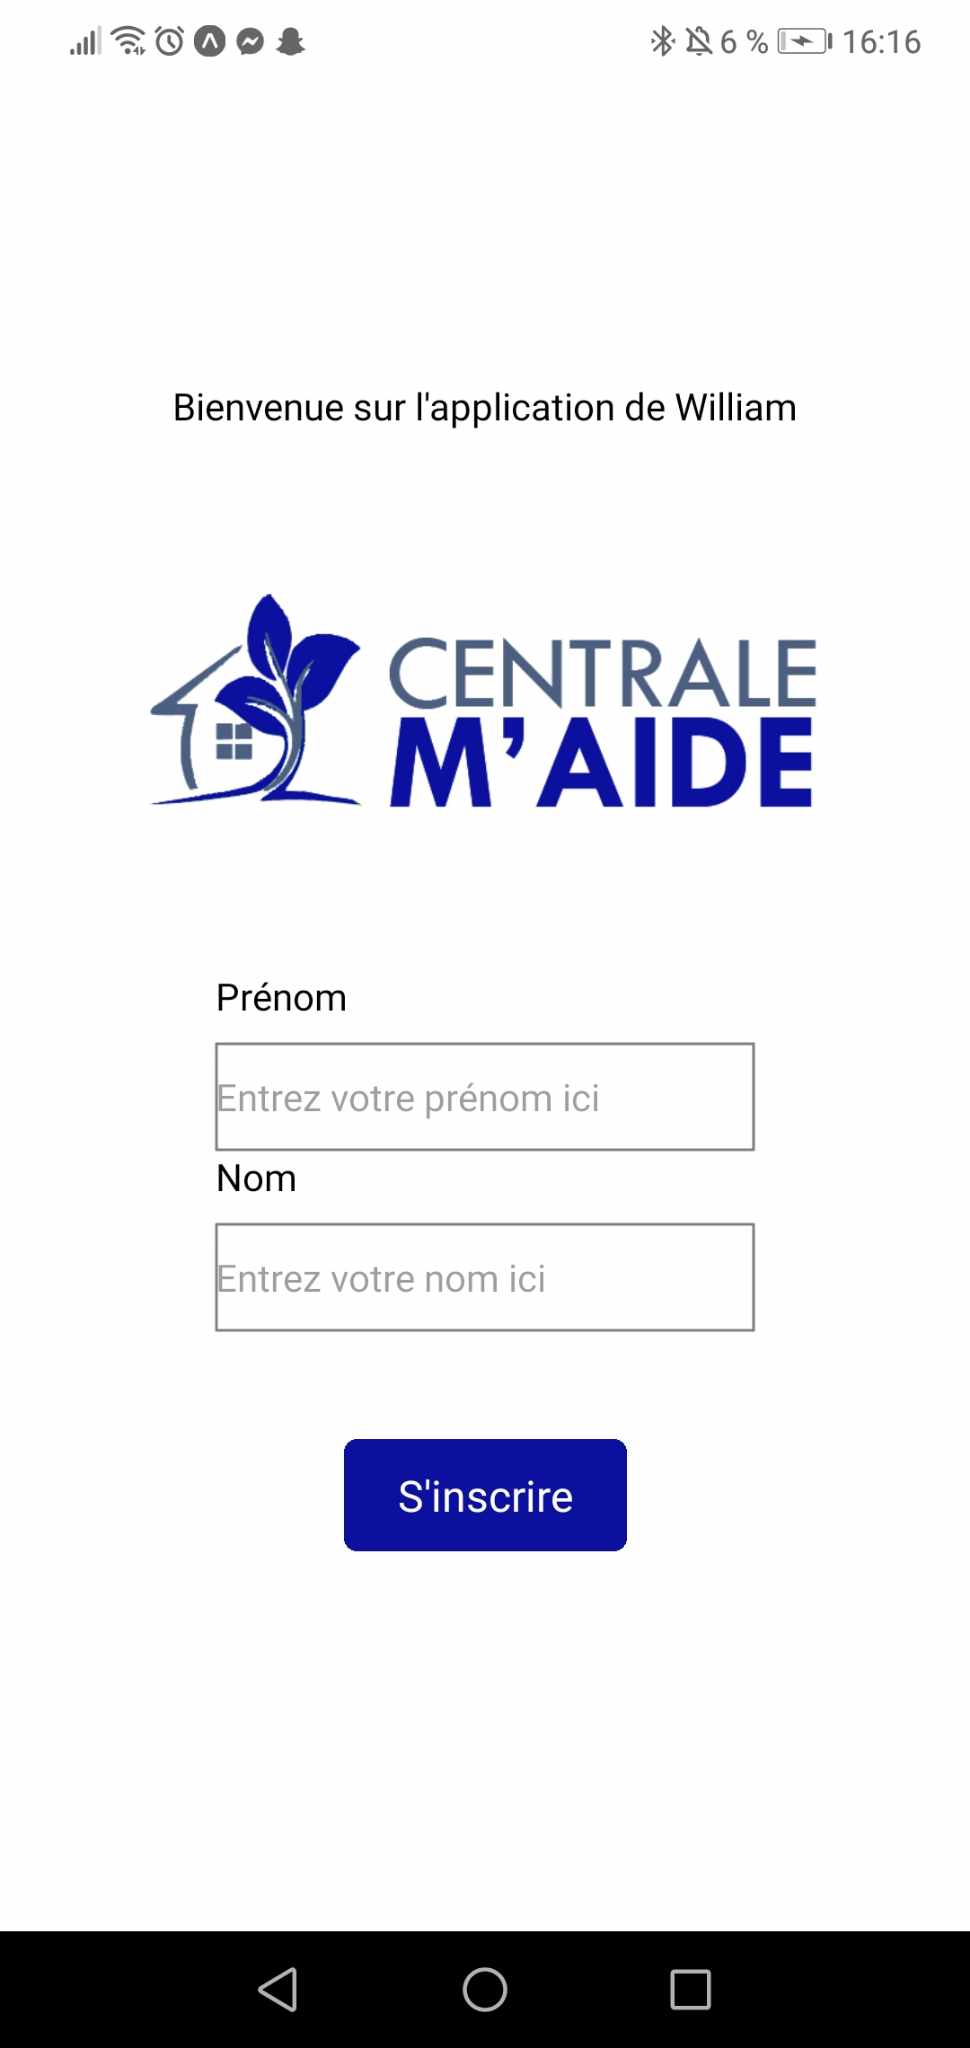 6 % 16:16
Bienvenue sur l'application de William
CENTRALE
M’AIDE
Prénom
Entrez votre prénom ici
Nom
Entrez votre nom ici
S'inscrire